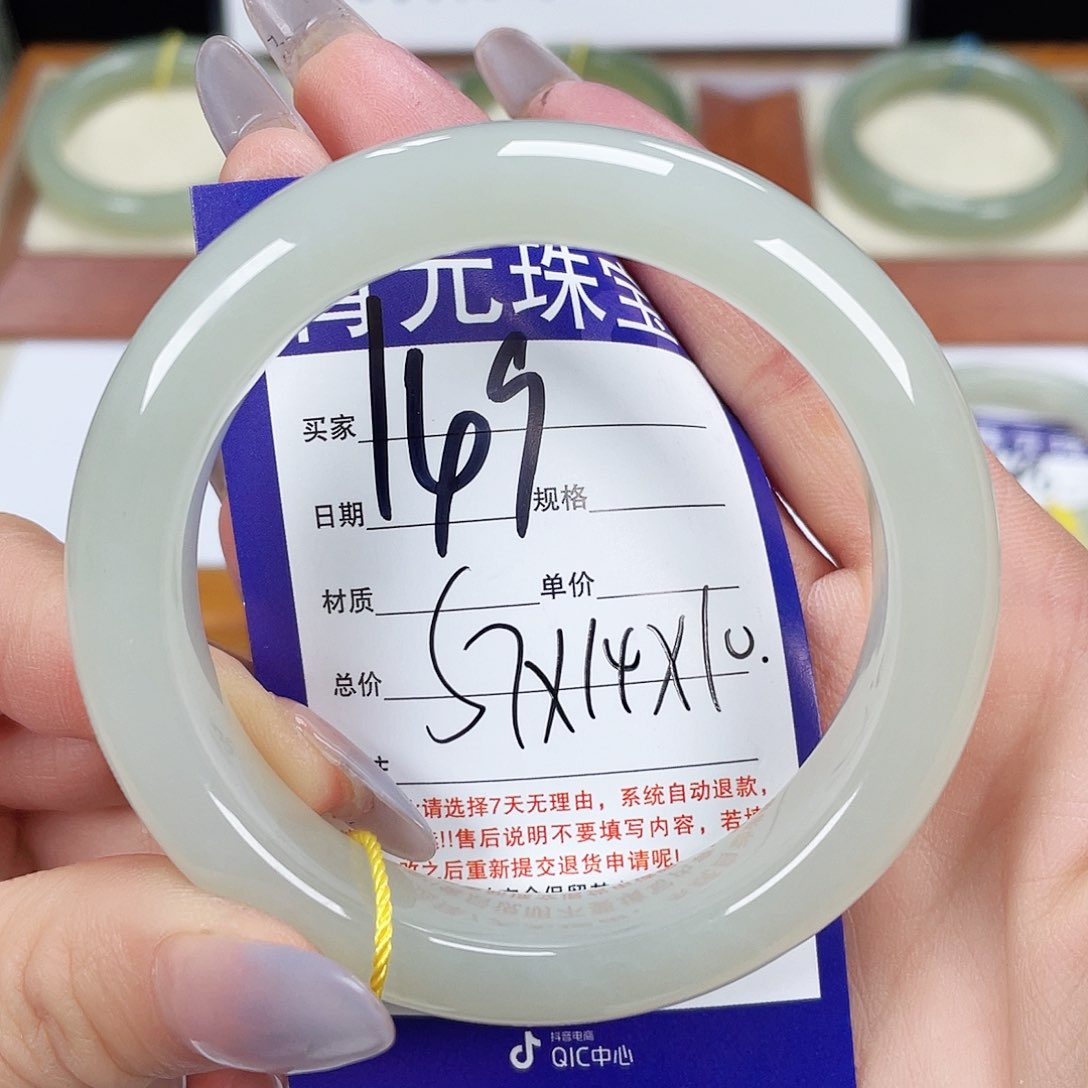 元珠宝
149
买家
日期 规格
材质 单价
57X14X10.
总价
请选择7天无理由，系统自动退款，
!!售后说明不要填写内容，若
之后重新提交退货申请呢!
抖音电商
QIC中心